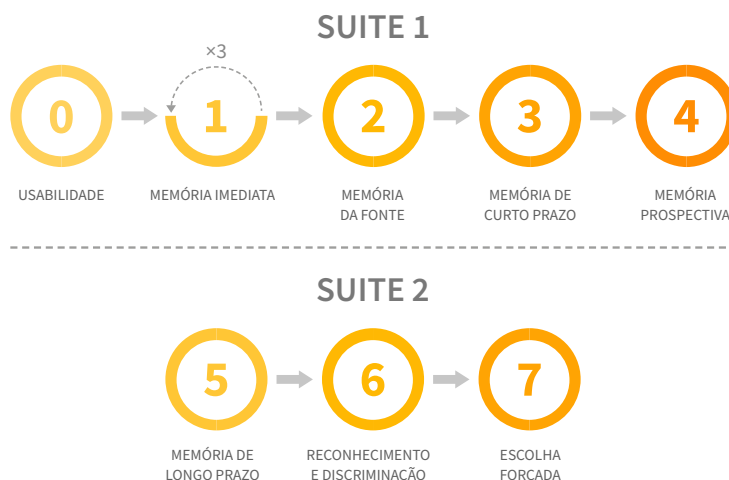 SUITE 1
×3
0
1
2
3
4
USABILIDADE
MEMÓRIA IMEDIATA
MEMÓRIA
DA FONTE
MEMÓRIA DE
CURTO PRAZO
MEMÓRIA
PROSPECTIVA
SUITE 2
5
6
7
MEMÓRIA DE
LONGO PRAZO
RECONHECIMENTO
E DISCRIMINAÇÃO
ESCOLHA
FORÇADA